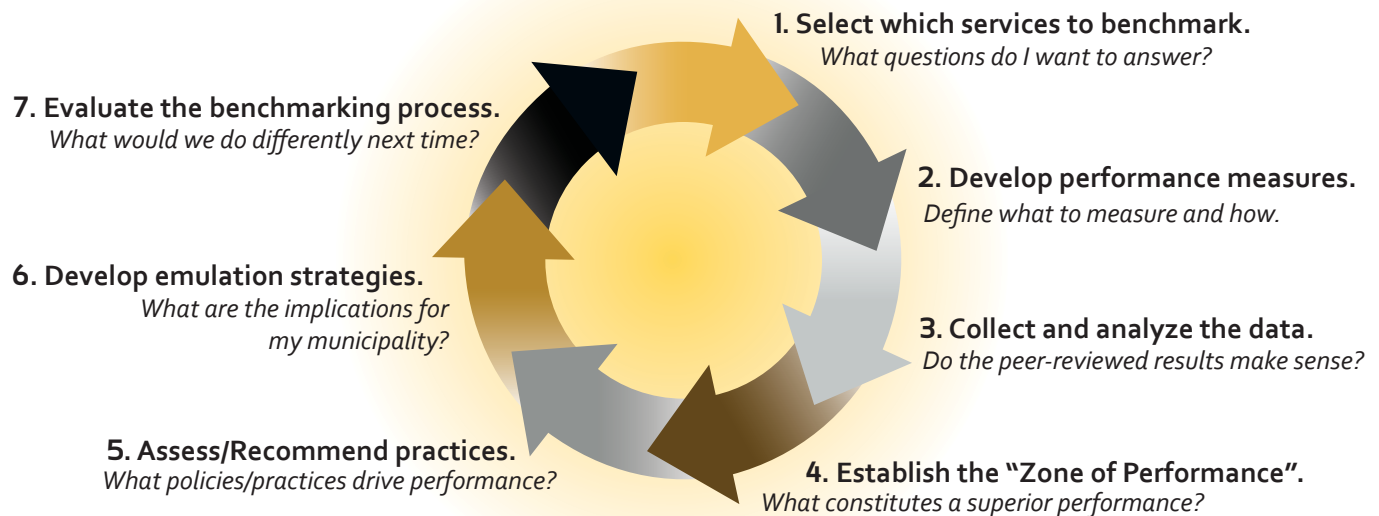 1. Select which services to benchmark.
What questions do I want to answer?
2. Develop performance measures.
Define what to measure and how.
3. Collect and analyze the data.
Do the peer-reviewed results make sense?
4. Establish the “Zone of Performance”.
What constitutes a superior performance?
5. Assess/Recommend practices.
What policies/practices drive performance?
6. Develop emulation strategies.
What are the implications for
my municipality?
7. Evaluate the benchmarking process.
What would we do differently next time?